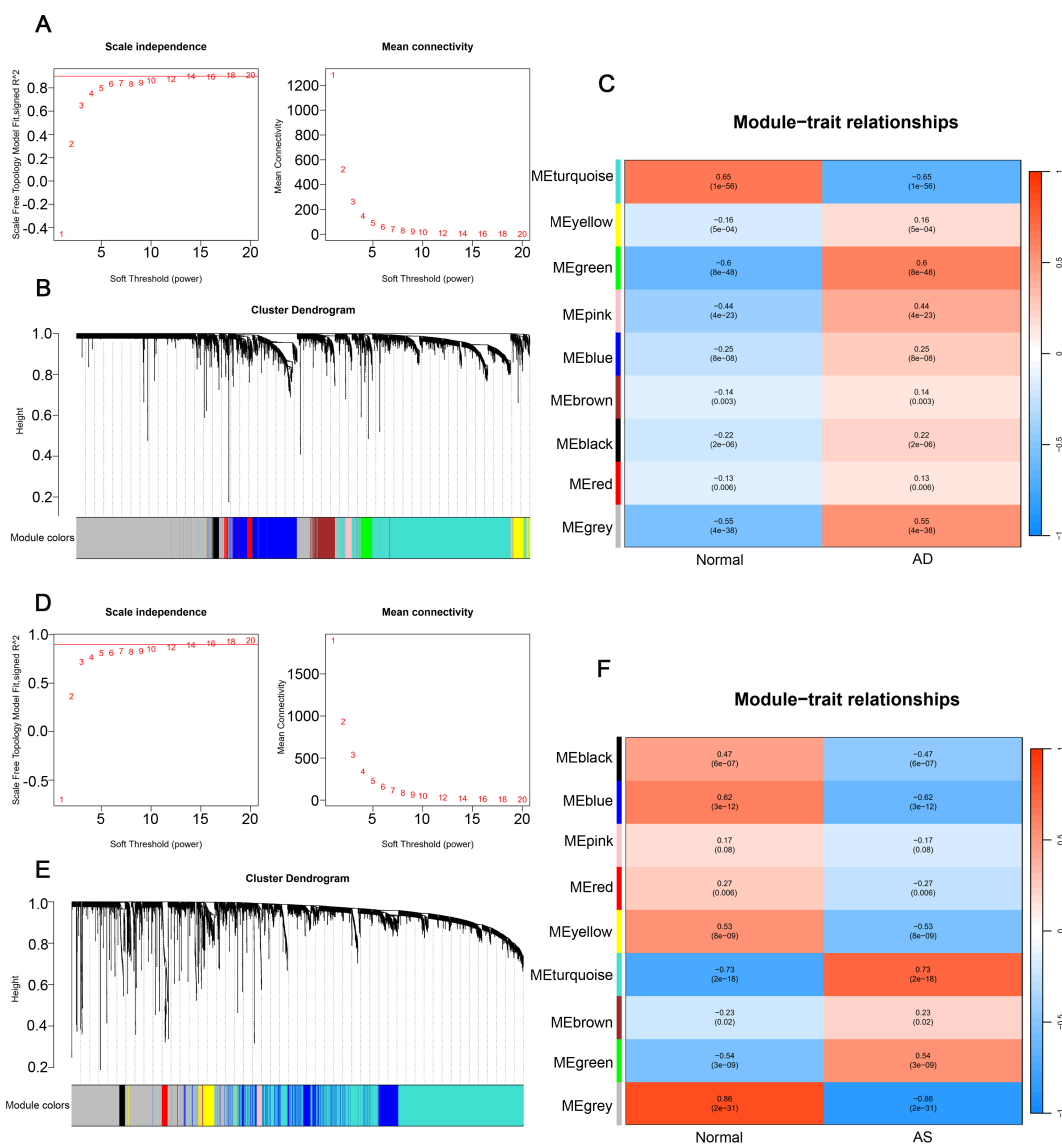 A
Scale independence
Scale Free Topology Model Fit,signed R^2
0.8
0.6
0.4
0.2
0.0
−0.4
1
2
3
4
5
6
7
8
9
10
12
14
16
18
20
5
10
15
20
Soft Threshold (power)
Mean connectivity
Mean Connectivity
1200
1000
800
600
400
200
0
1
2
3
4
5
6
7
8
9
10
12
14
16
18
20
5
10
15
20
Soft Threshold (power)
B
Cluster Dendrogram
Height
1.0
0.8
0.6
0.4
0.2
Module colors
C
Module−trait relationships
MEturquoise
0.65
(1e−56)
−0.65
(1e−56)
MEyellow
−0.16
(5e−04)
0.16
(5e−04)
MEgreen
−0.6
(8e−48)
0.6
(8e−48)
MEpink
−0.44
(4e−23)
0.44
(4e−23)
MEblue
−0.25
(8e−08)
0.25
(8e−08)
MEbrown
−0.14
(0.003)
0.14
(0.003)
MEblack
−0.22
(2e−06)
0.22
(2e−06)
MEred
−0.13
(0.006)
0.13
(0.006)
MEgrey
−0.55
(4e−38)
0.55
(4e−38)
Normal
AD
1
0.5
0
−0.5
−1
D
Scale independence
Scale Free Topology Model Fit,signed R^2
1.0
0.5
0.0
−0.5
1
2
3
4
5
6
7
8
9
10
12
14
16
18
20
5
10
15
20
Soft Threshold (power)
Mean connectivity
Mean Connectivity
1500
1000
500
0
1
2
3
4
5
6
7
8
9
10
12
14
16
18
20
5
10
15
20
Soft Threshold (power)
E
Cluster Dendrogram
Height
1.0
0.8
0.6
0.4
0.2
Module colors
F
Module−trait relationships
MEblack
0.47
(6e−07)
−0.47
(6e−07)
MEblue
0.62
(3e−12)
−0.62
(3e−12)
MEpink
0.17
(0.08)
−0.17
(0.08)
MEred
0.27
(0.006)
−0.27
(0.006)
MEyellow
0.53
(8e−09)
−0.53
(8e−09)
MEturquoise
−0.73
(2e−18)
0.73
(2e−18)
MEbrown
−0.23
(0.02)
0.23
(0.02)
MEgreen
−0.54
(3e−09)
0.54
(3e−09)
MEgrey
0.86
(2e−31)
−0.86
(2e−31)
Normal
AS
1
0.5
0
−0.5
−1